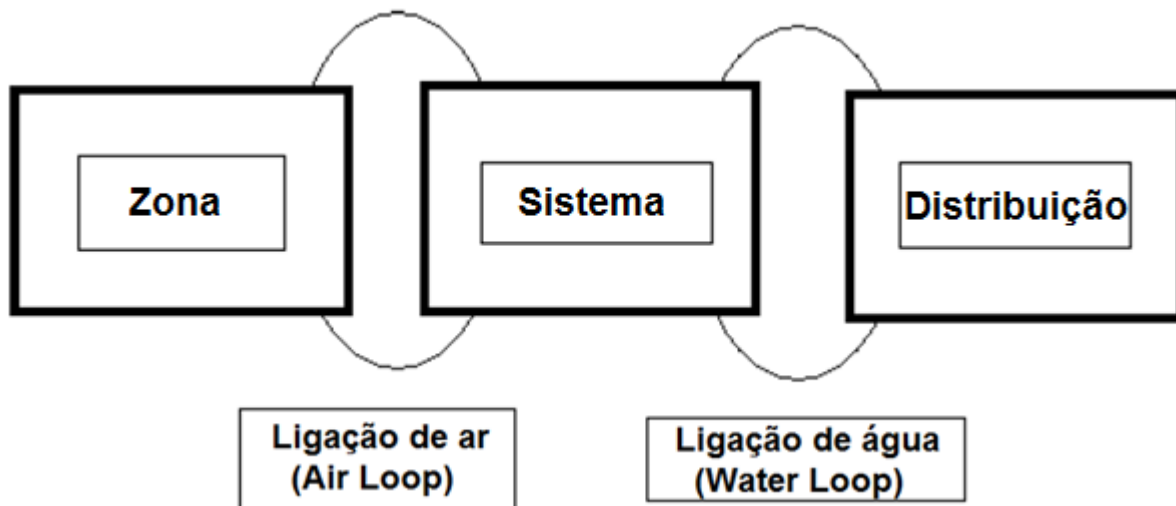 Zona
Sistema
Distribuição
Ligação de ar
(Air Loop)
Ligação de água
(Water Loop)